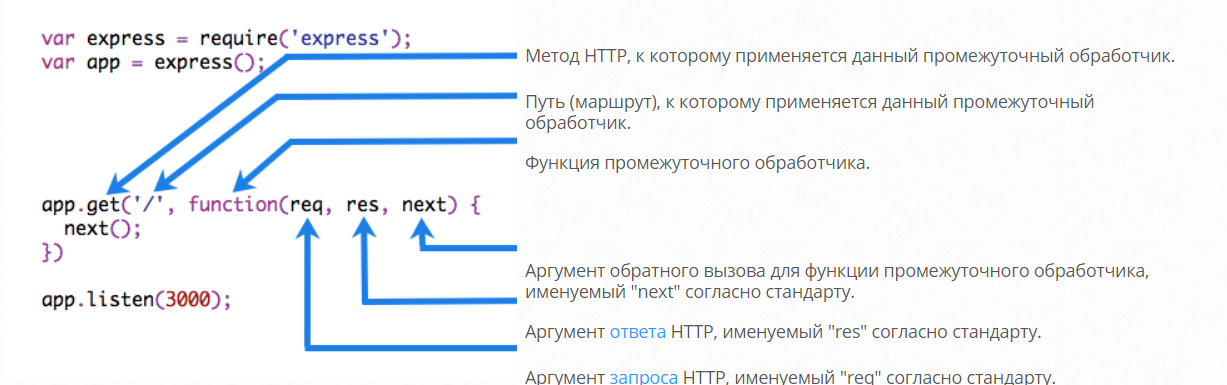 var express = require('express');
var app = express();
app.get('/', function(req, res, next) {
next();
})
app.listen(3000);
Метод HTTP, к которому применяется данный промежуточный обработчик.
Путь (маршрут), к которому применяется данный промежуточный
обработчик.
Функция промежуточного обработчика.
Аргумент обратного вызова для функции промежуточного обработчика,
именуемый "next" согласно стандарту.
Аргумент ответа HTTP, именуемый "res" согласно стандарту.
Аргумент запроса HTTP, именуемый "req" согласно стандарту.